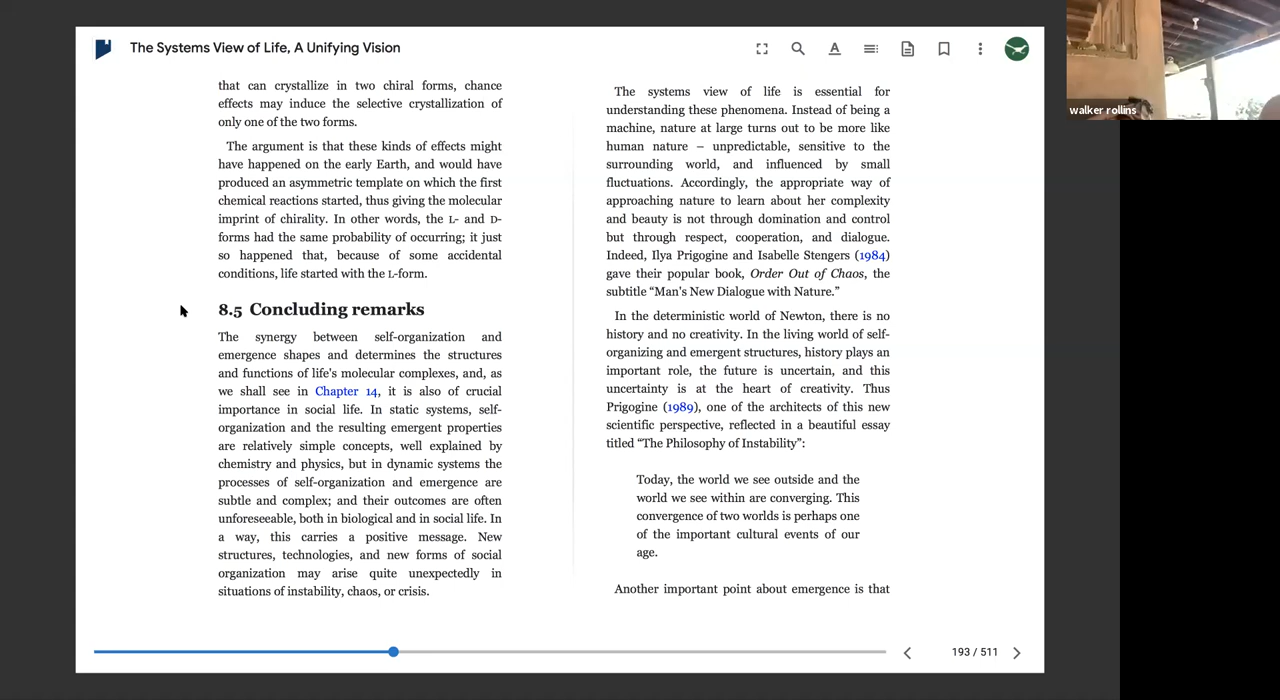 The Systems View of Life, A Unifying Vision
that can crystallize in two chiral forms, chance
effects may induce the selective crystallization of
only one of the two forms.
The argument is that these kinds of effects might
have happened on the early Earth, and would have
produced an asymmetric template on which the first
chemical reactions started, thus giving the molecular
imprint of chirality. In other words, the L- and D-
forms had the same probability of occurring; it just
so happened that, because of some accidental
conditions, life started with the L-form.
8.5 Concluding remarks
The synergy between self-organization and
emergence shapes and determines the structures
and functions of life's molecular complexes, and, as
we shall see in Chapter 14, it is also of crucial
importance in social life. In static systems, self-
organization and the resulting emergent properties
are relatively simple concepts, well explained by
chemistry and physics, but in dynamic systems the
processes of self-organization and emergence are
subtle and complex; and their outcomes are often
unforeseeable, both in biological and in social life. In
a way, this carries a positive message. New
structures, technologies, and new forms of social
organization may arise quite unexpectedly in
situations of instability, chaos, or crisis.
The systems view of life is essential for
understanding these phenomena. Instead of being a
machine, nature at large turns out to be more like
human nature – unpredictable, sensitive to the
surrounding world, and influenced by small
fluctuations. Accordingly, the appropriate way of
approaching nature to learn about her complexity
and beauty is not through domination and control
but through respect, cooperation, and dialogue.
Indeed, Ilya Prigogine and Isabelle Stengers (1984)
gave their popular book, Order Out of Chaos, the
subtitle “Man's New Dialogue with Nature.”
In the deterministic world of Newton, there is no
history and no creativity. In the living world of self-
organizing and emergent structures, history plays an
important role, the future is uncertain, and this
uncertainty is at the heart of creativity. Thus
Prigogine (1989), one of the architects of this new
scientific perspective, reflected in a beautiful essay
titled “The Philosophy of Instability”:
Today, the world we see outside and the
world we see within are converging. This
convergence of two worlds is perhaps one
of the important cultural events of our
age.
Another important point about emergence is that
193 / 511
walker rollins